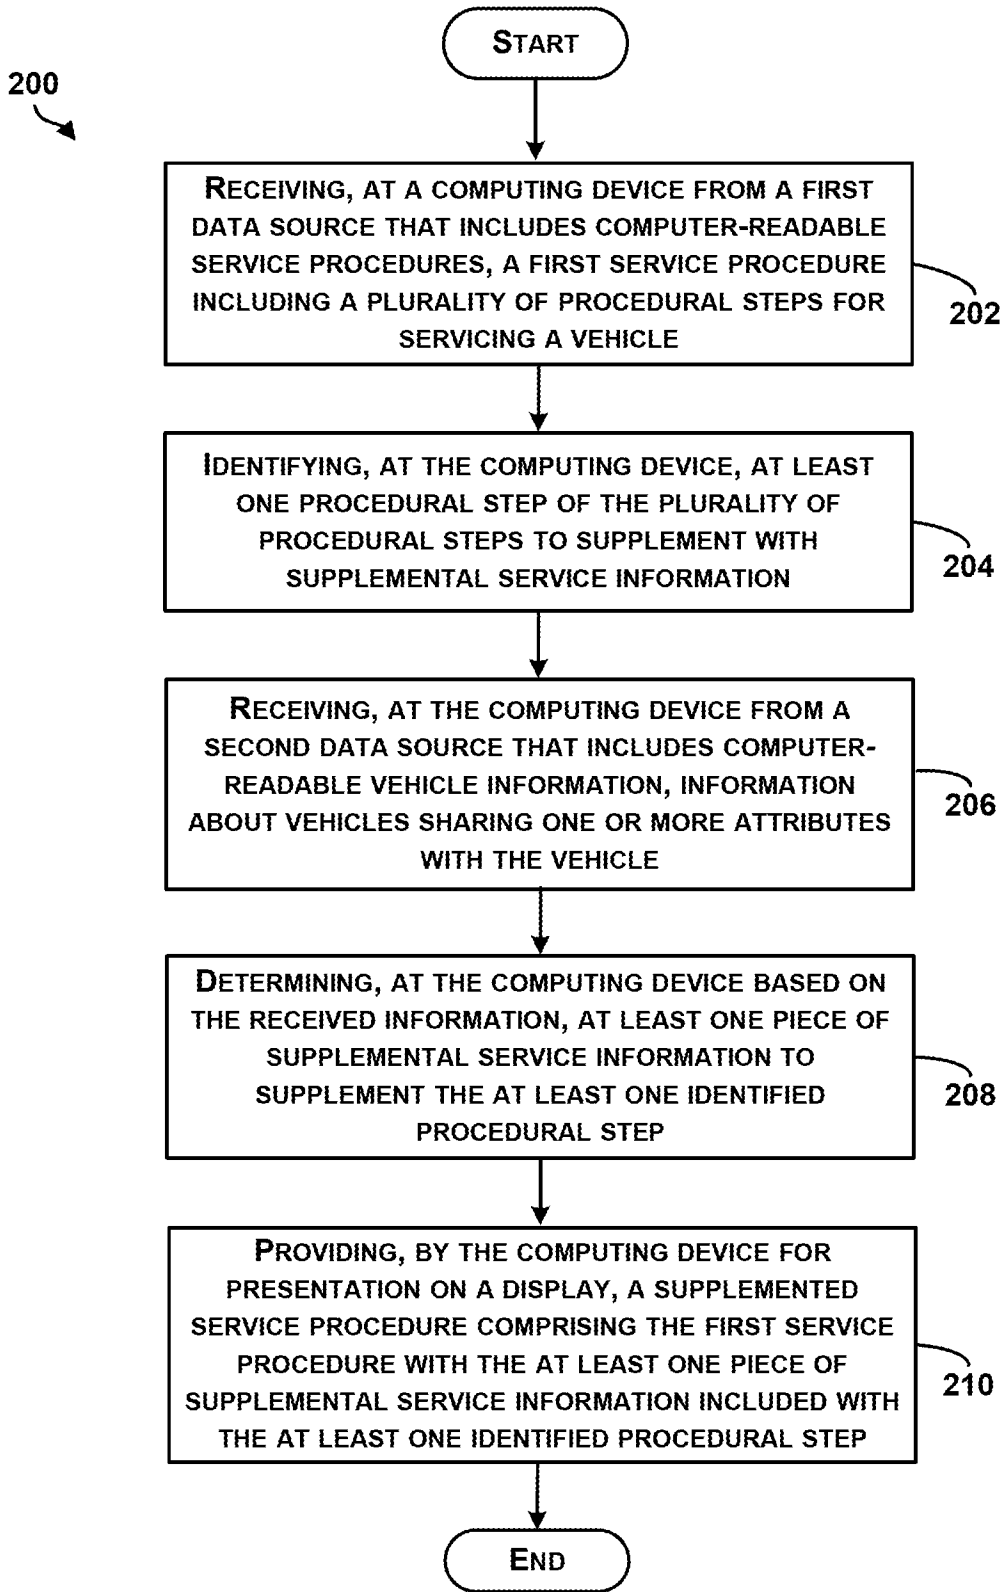 START
200
RECEIVING, AT A COMPUTING DEVICE FROM A FIRST
DATA SOURCE THAT INCLUDES COMPUTER-READABLE
SERVICE PROCEDURES, A FIRST SERVICE PROCEDURE
INCLUDING A PLURALITY OF PROCEDURAL STEPS FOR
SERVICING A VEHICLE
202
IDENTIFYING, AT THE COMPUTING DEVICE, AT LEAST
ONE PROCEDURAL STEP OF THE PLURALITY OF
PROCEDURAL STEPS TO SUPPLEMENT WITH
SUPPLEMENTAL SERVICE INFORMATION
204
RECEIVING, AT THE COMPUTING DEVICE FROM A
SECOND DATA SOURCE THAT INCLUDES COMPUTER-
READABLE VEHICLE INFORMATION, INFORMATION
ABOUT VEHICLES SHARING ONE OR MORE ATTRIBUTES
WITH THE VEHICLE
206
DETERMINING, AT THE COMPUTING DEVICE BASED ON
THE RECEIVED INFORMATION, AT LEAST ONE PIECE OF
SUPPLEMENTAL SERVICE INFORMATION TO
SUPPLEMENT THE AT LEAST ONE IDENTIFIED
PROCEDURAL STEP
208
PROVIDING, BY THE COMPUTING DEVICE FOR
PRESENTATION ON A DISPLAY, A SUPPLEMENTED
SERVICE PROCEDURE COMPRISING THE FIRST SERVICE
PROCEDURE WITH THE AT LEAST ONE PIECE OF
SUPPLEMENTAL SERVICE INFORMATION INCLUDED WITH
THE AT LEAST ONE IDENTIFIED PROCEDURAL STEP
210
END